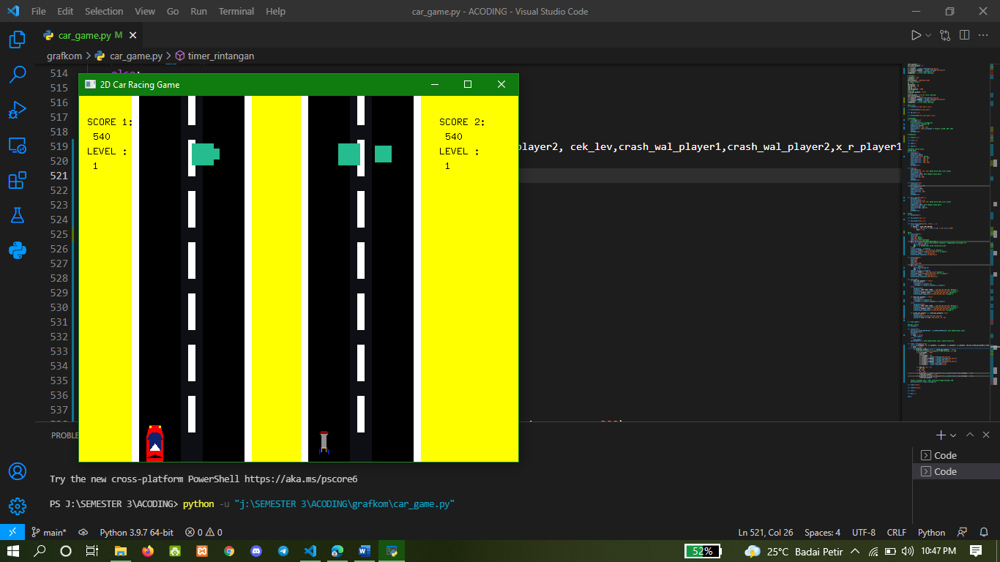 File Edit Selection View Go Run Terminal Help
car_game.py - ACODING - Visual Studio Code
car_game.py M
grafkom > car_game.py > timer_rintangan
514
515
516
517
518
519 player2, cek_lev,crash_wal_player1,crash_wal_player2,x_r_player1
520
521
522
523
524
525
526
527
528
529
530
531
532
533
534
535
536
537
2D Car Racing Game
SCORE 1:
540
LEVEL :
1
SCORE 2:
540
LEVEL :
1
PROBLE
Code
Code
Try the new cross-platform PowerShell https://aka.ms/pscore6
PS J:\SEMESTER 3\ACODING> python -u "j:\SEMESTER 3\ACODING\grafkom\car_game.py"
main* Python 3.9.7 64-bit 0 0
Ln 521, Col 26 Spaces: 4 UTF-8 CRLF Python
52% 25°C Badai Petir 10:47 PM